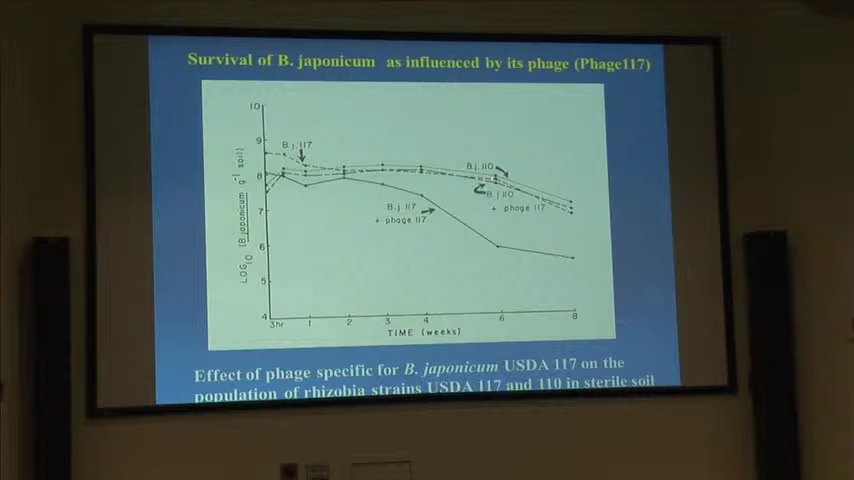 Survival of B. japonicum as influenced by its phage (Phage117)
10
9
8
7
6
5
4
LOG10 (B. japonicum g-1 soil)
B.j. 117
B.j. 110
B.j. 110
+ phage 117
B.j. 117
+ phage 117
3hr 1 2 3 4 6 8
TIME (weeks)
Effect of phage specific for B. japonicum USDA 117 on the
population of rhizobia strains USDA 117 and 110 in sterile soil